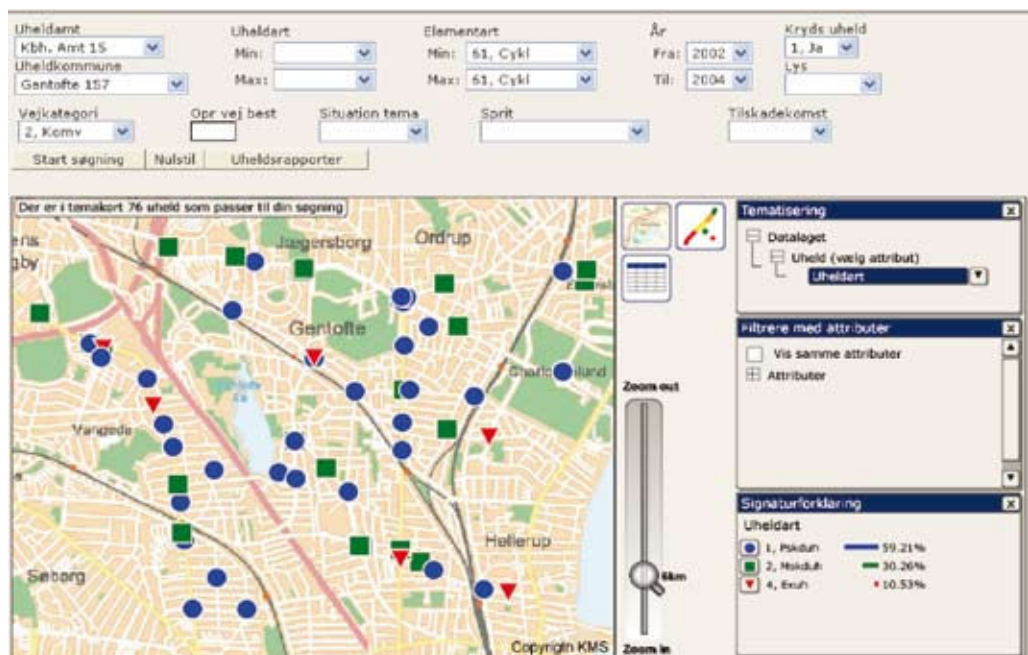 Uheldamt Uheldart Elementart År Kryds uheld
Kbh. Amt 15 Min: Min: 61, Cykl Fra: 2002 1, Ja
Uheldkommune Lys
Gentofte 157 Max: Max: 61, Cykl Til: 2004
Vejkategori Opr vej best Situation tema Sprit Tilskadekomst
2, Komv
Start søgning Nulstil Uheldsrapporter
Der er i temakort 76 uheld som passer til din søgning
Jægersborg
Ordrup
Gentofte
Vangede
Hellerup
Søborg
Copyright KMS
Zoom out
6km
Zoom in
Tematisering
Datalaget
Uheld (vælg attribut)
Uheldart
Filtrere med attributer
Vis samme attributer
Attributer
Signaturforklaring
Uheldart
1, Pskduh 59.21%
2, Mskduh 30.26%
4, Exuh 10.53%